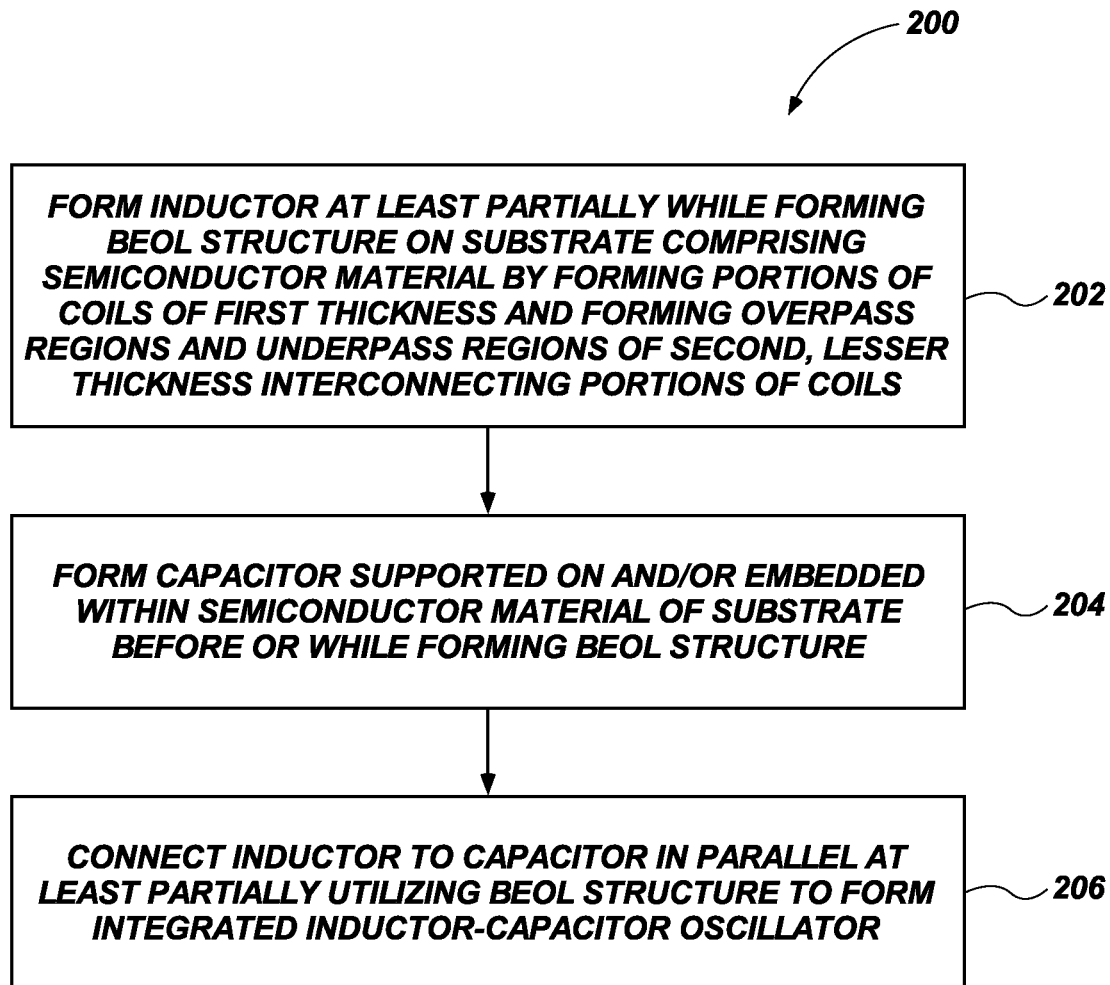 200
FORM INDUCTOR AT LEAST PARTIALLY WHILE FORMING
BEOL STRUCTURE ON SUBSTRATE COMPRISING
SEMICONDUCTOR MATERIAL BY FORMING PORTIONS OF
COILS OF FIRST THICKNESS AND FORMING OVERPASS
REGIONS AND UNDERPASS REGIONS OF SECOND, LESSER
THICKNESS INTERCONNECTING PORTIONS OF COILS
202
FORM CAPACITOR SUPPORTED ON AND/OR EMBEDDED
WITHIN SEMICONDUCTOR MATERIAL OF SUBSTRATE
BEFORE OR WHILE FORMING BEOL STRUCTURE
204
CONNECT INDUCTOR TO CAPACITOR IN PARALLEL AT
LEAST PARTIALLY UTILIZING BEOL STRUCTURE TO FORM
INTEGRATED INDUCTOR-CAPACITOR OSCILLATOR
206